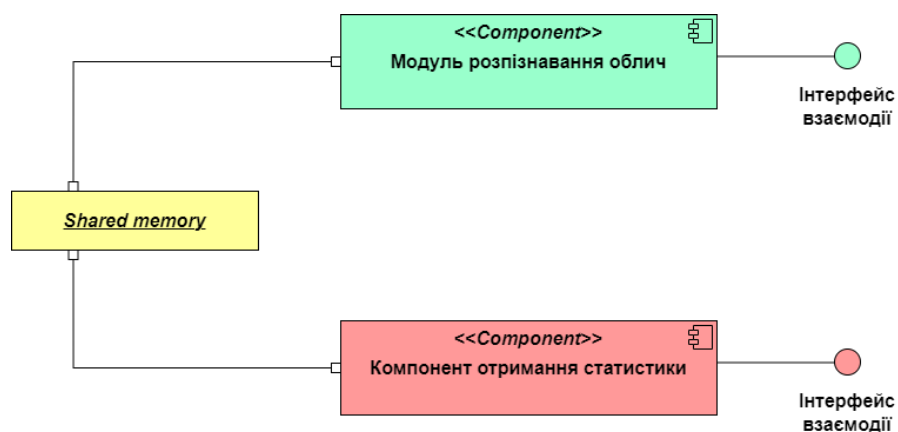 <<Component>>
Модуль розпізнавання облич
Інтерфейс
взаємодії
Shared memory
<<Component>>
Компонент отримання статистики
Інтерфейс
взаємодії